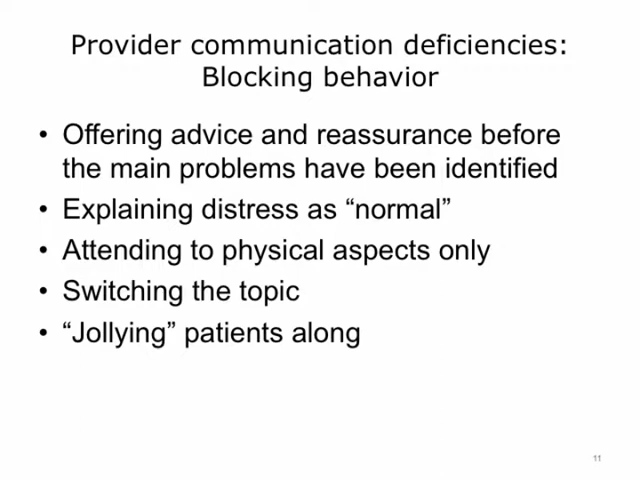 Provider communication deficiencies:
Blocking behavior
• Offering advice and reassurance before
the main problems have been identified
• Explaining distress as “normal”
• Attending to physical aspects only
• Switching the topic
• “Jollying” patients along
11